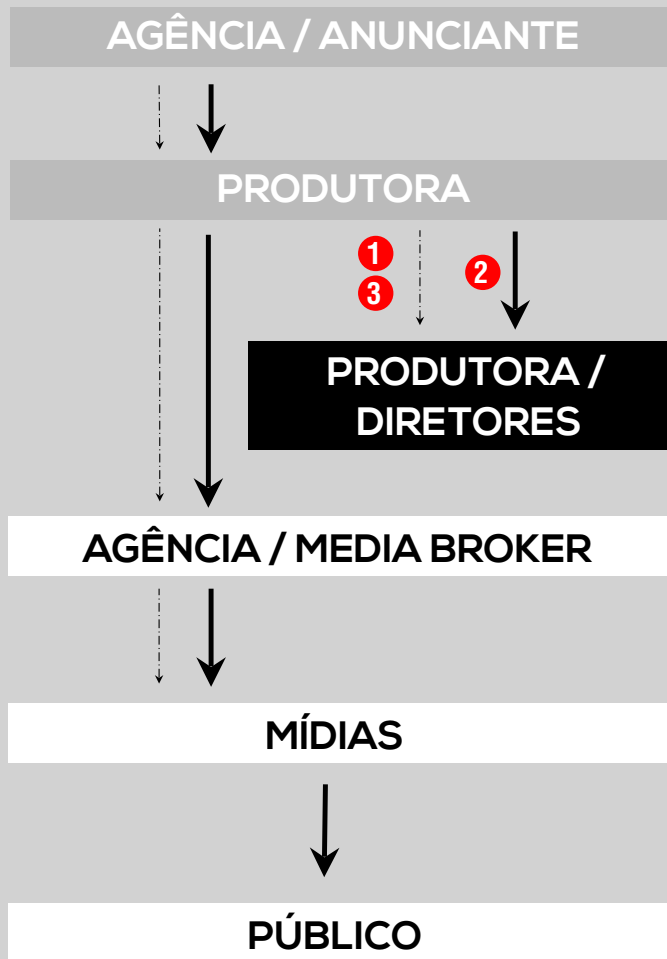 AGÊNCIA / ANUNCIANTE
PRODUTORA
1
3
2
PRODUTORA /
DIRETORES
AGÊNCIA / MEDIA BROKER
MÍDIAS
PÚBLICO